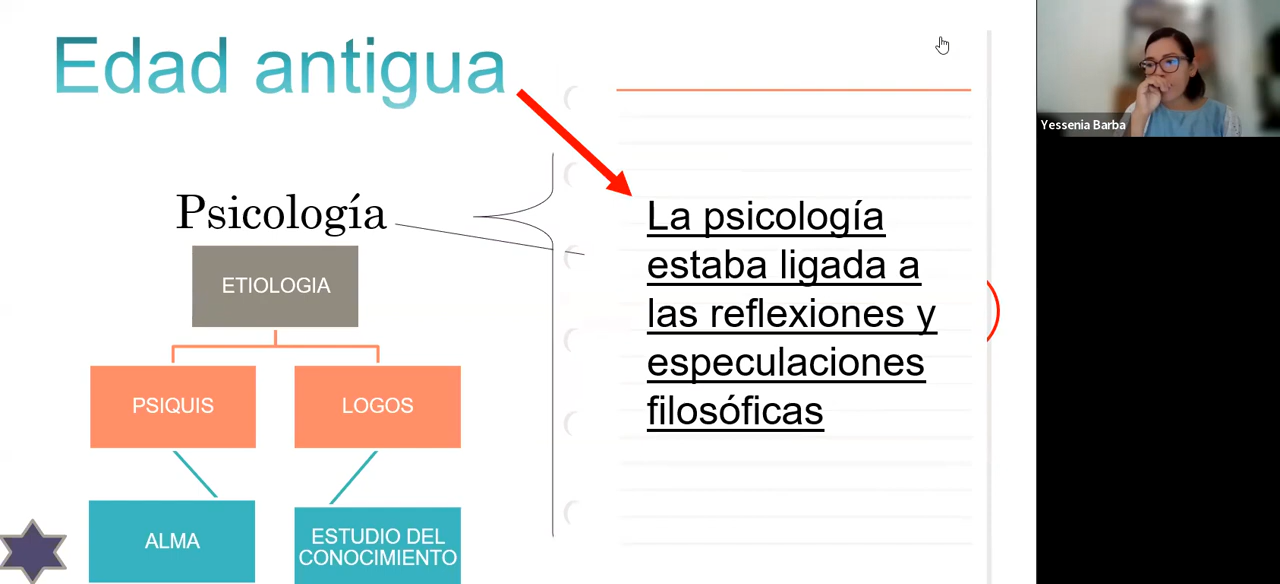 Edad antigua
Yessenia Barba
Psicología
ETIOLOGIA
PSIQUIS
LOGOS
ALMA
ESTUDIO DEL
CONOCIMIENTO
La psicología
estaba ligada a
las reflexiones y
especulaciones
filosóficas